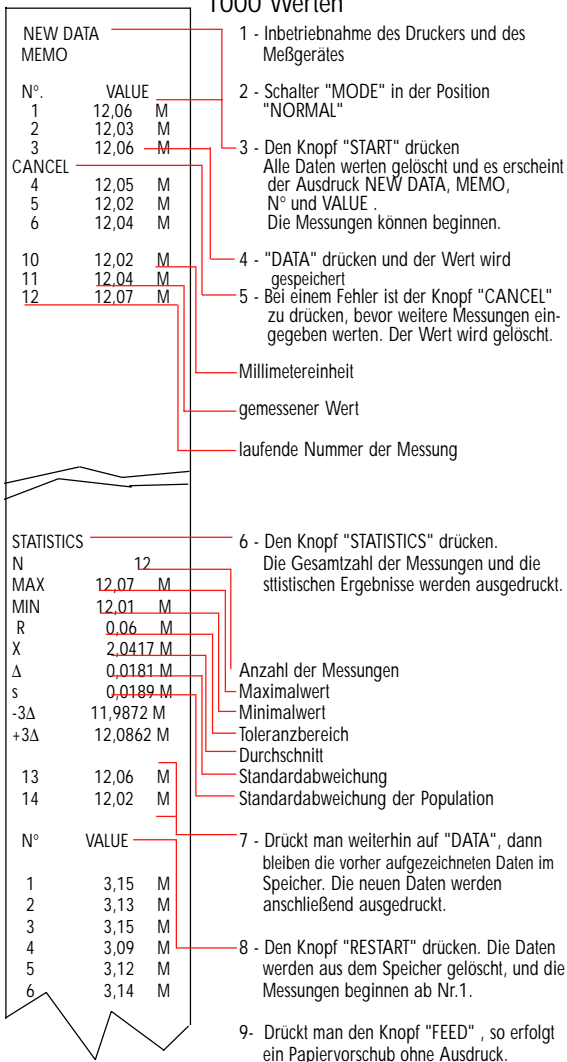 1000 Werten
NEW DATA
MEMO
N°. VALUE
1 12,06 M
2 12,03 M
3 12,06 M
CANCEL
4 12,05 M
5 12,02 M
6 12,04 M
10 12,02 M
11 12,04 M
12 12,07 M
1 - Inbetriebnahme des Druckers und des
Meßgerätes
2 - Schalter "MODE" in der Position
"NORMAL"
3 - Den Knopf "START" drücken
Alle Daten werten gelöscht und es erscheint
der Ausdruck NEW DATA, MEMO,
N° und VALUE .
Die Messungen können beginnen.
4 - "DATA" drücken und der Wert wird
gespeichert
5 - Bei einem Fehler ist der Knopf "CANCEL"
zu drücken, bevor weitere Messungen ein-
gegeben werten. Der Wert wird gelöscht.
Millimetereinheit
gemessener Wert
laufende Nummer der Messung
STATISTICS
N 12
MAX 12,07 M
MIN 12,01 M
R 0,06 M
X 2,0417 M
Δ 0,0181 M
s 0,0189 M
-3Δ 11,9872 M
+3Δ 12,0862 M
13 12,06 M
14 12,02 M
N° VALUE
1 3,15 M
2 3,13 M
3 3,15 M
4 3,09 M
5 3,12 M
6 3,14 M
6 - Den Knopf "STATISTICS" drücken.
Die Gesamtzahl der Messungen und die
sttistischen Ergebnisse werden ausgedruckt.
Anzahl der Messungen
Maximalwert
Minimalwert
Toleranzbereich
Durchschnitt
Standardabweichung
Standardabweichung der Population
7 - Drückt man weiterhin auf "DATA", dann
bleiben die vorher aufgezeichneten Daten im
Speicher. Die neuen Daten werden
anschließend ausgedruckt.
8 - Den Knopf "RESTART" drücken. Die Daten
werden aus dem Speicher gelöscht, und die
Messungen beginnen ab Nr.1.
9- Drückt man den Knopf "FEED" , so erfolgt
ein Papiervorschub ohne Ausdruck.